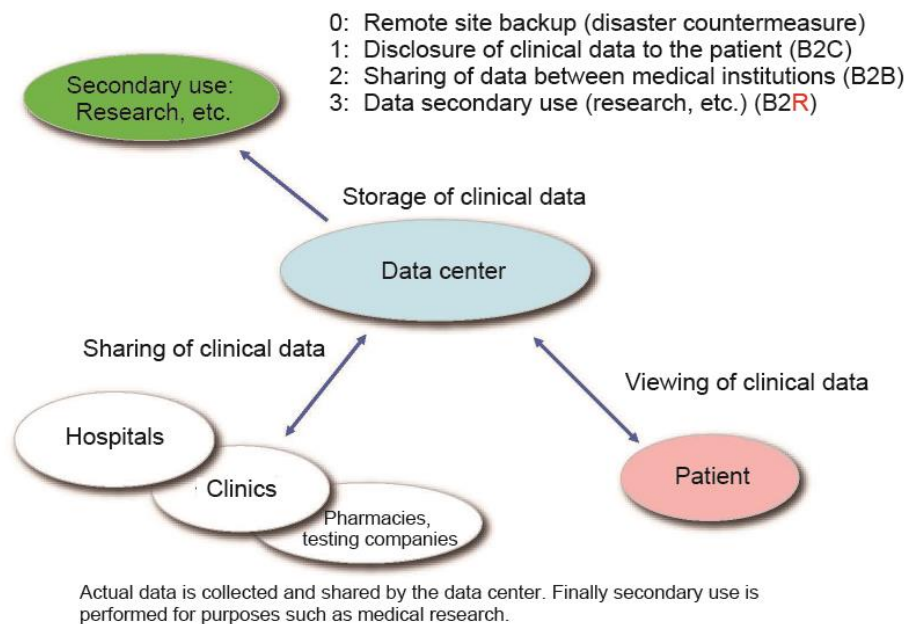 0: Remote site backup (disaster countermeasure)
1: Disclosure of clinical data to the patient (B2C)
2: Sharing of data between medical institutions (B2B)
3: Data secondary use (research, etc.) (B2R)
Secondary use:
Research, etc.
Storage of clinical data
Data center
Sharing of clinical data
Viewing of clinical data
Hospitals
Clinics
Patient
Pharmacies,
testing companies
Actual data is collected and shared by the data center. Finally secondary use is
performed for purposes such as medical research.